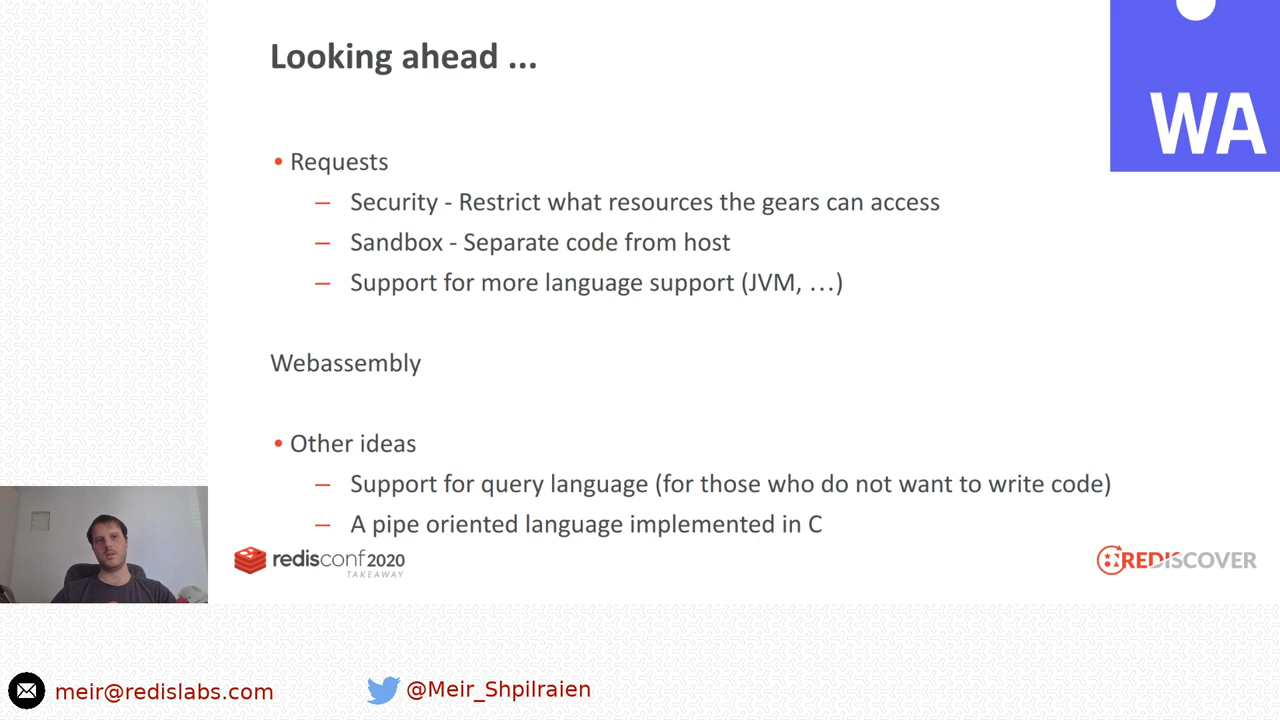 Looking ahead ...
WA
• Requests
– Security - Restrict what resources the gears can access
– Sandbox - Separate code from host
– Support for more language support (JVM, ...)
Webassembly
• Other ideas
– Support for query language (for those who do not want to write code)
– A pipe oriented language implemented in C
redisconf 2020
TAKEAWAY
REDISCOVER
meir@redislabs.com
@Meir_Shpilraien